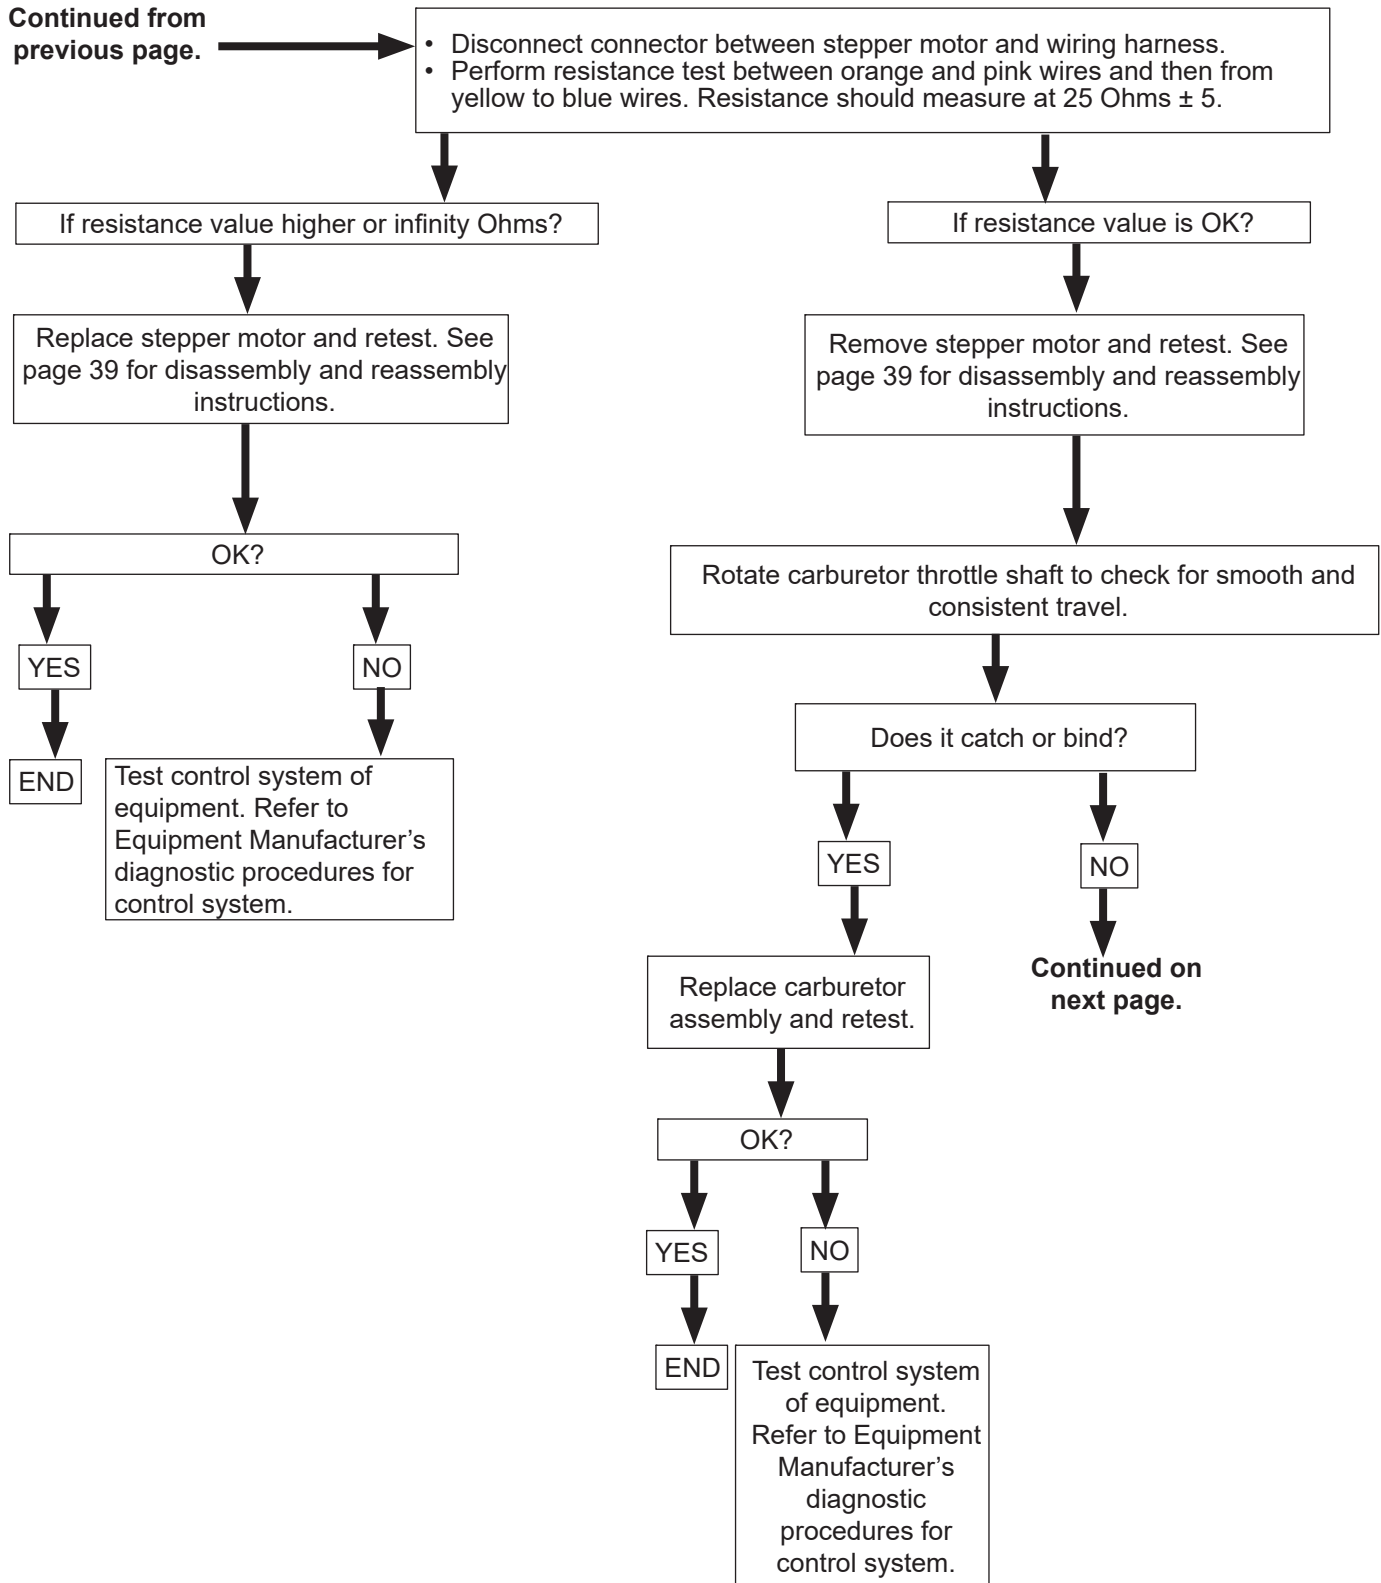 Continued from
previous page.
• Disconnect connector between stepper motor and wiring harness.
• Perform resistance test between orange and pink wires and then from
yellow to blue wires. Resistance should measure at 25 Ohms ± 5.
If resistance value higher or infinity Ohms?
Replace stepper motor and retest. See
page 39 for disassembly and reassembly
instructions.
OK?
YES
END
NO
Test control system of
equipment. Refer to
Equipment Manufacturer’s
diagnostic procedures for
control system.
If resistance value is OK?
Remove stepper motor and retest. See
page 39 for disassembly and reassembly
instructions.
Rotate carburetor throttle shaft to check for smooth and
consistent travel.
Does it catch or bind?
YES
NO
Continued on
next page.
Replace carburetor
assembly and retest.
OK?
YES
END
NO
Test control system
of equipment.
Refer to Equipment
Manufacturer’s
diagnostic
procedures for
control system.